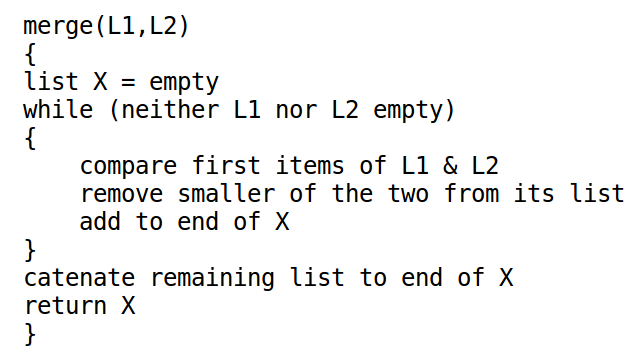 merge(L1,L2)
{
list X = empty
while (neither L1 nor L2 empty)
{
    compare first items of L1 & L2
    remove smaller of the two from its list
    add to end of X
}
catenate remaining list to end of X
return X
}